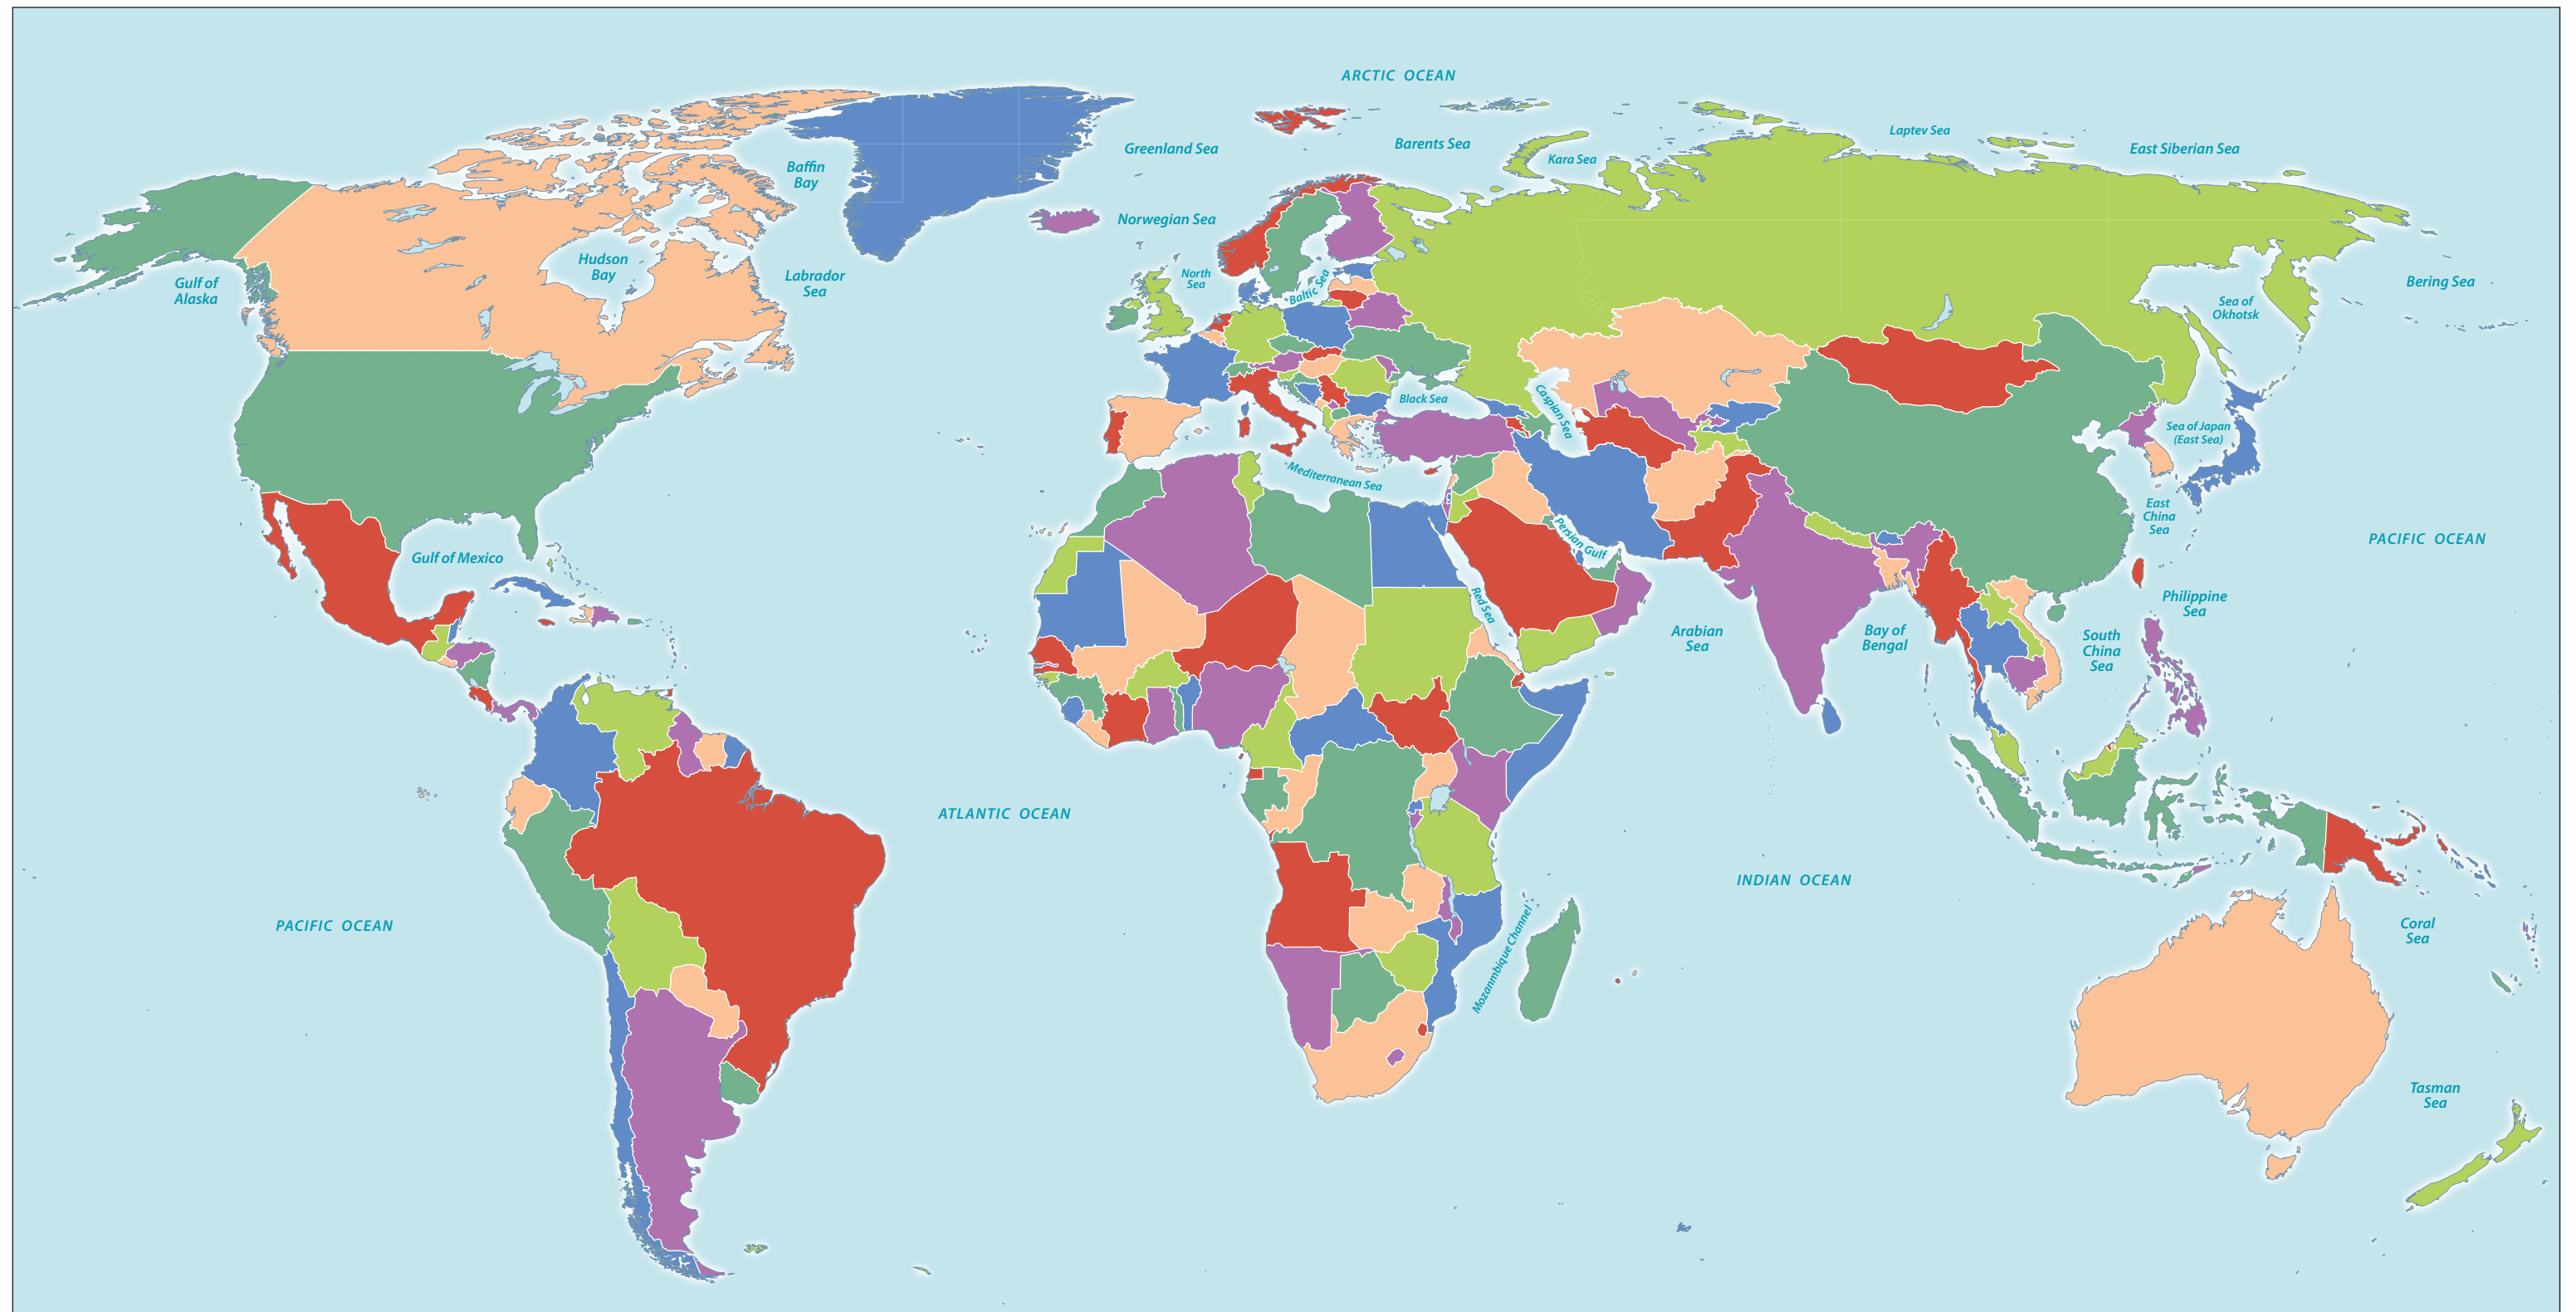 ARCTIC OCEAN
Laptev Sea
Barents Sea
Greenland Sea
East Siberian Sea
Kara Sea
Baffin
Bay
Norwegian Sea
Hudson
Bay
North
Sea
Labrador
Sea
Gulf of
Alaska
Baltic Sea
Bering Sea
Sea of
Okhotsk
Black Sea
Caspian Sea
Sea of Japan
(East Sea)
Mediterranean Sea
East
China
Sea
Persian Gulf
PACIFIC OCEAN
Gulf of Mexico
Red Sea
Philippine
Sea
Arabian
Sea
Bay of
Bengal
South
China
Sea
ATLANTIC OCEAN
INDIAN OCEAN
PACIFIC OCEAN
Coral
Sea
Mozammbique Channel
Tasman
Sea